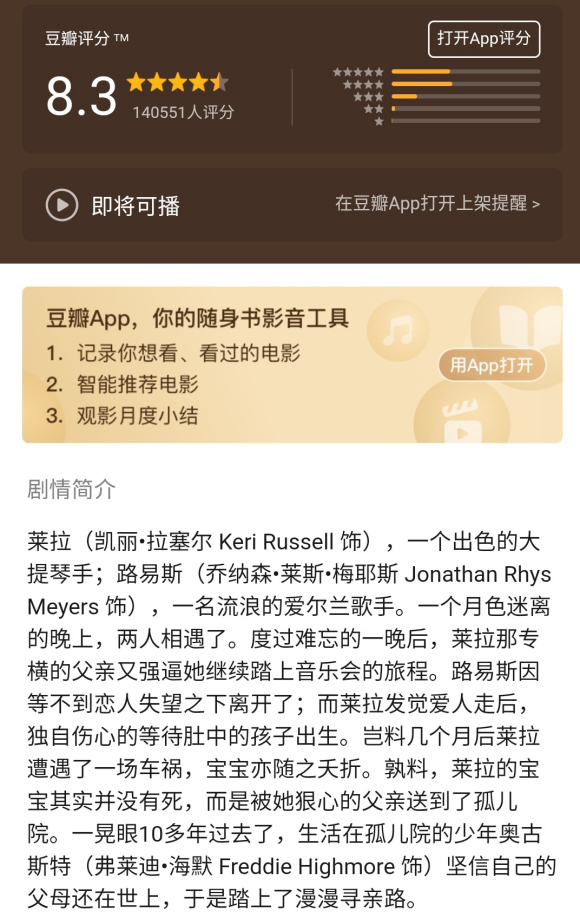 豆瓣评分 TM
打开App评分
8.3
140551人评分
即将可播
在豆瓣App打开上架提醒 >
豆瓣App，你的随身书影音工具
1. 记录你想看、看过的电影
2. 智能推荐电影
3. 观影月度小结
用App打开
剧情简介
莱拉（凯丽•拉塞尔 Keri Russell 饰），一个出色的大
提琴手；路易斯（乔纳森•莱斯•梅耶斯 Jonathan Rhys
Meyers 饰），一名流浪的爱尔兰歌手。一个月色迷离
的晚上，两人相遇了。度过难忘的一晚后，莱拉那专
横的父亲又强逼她继续踏上音乐会的旅程。路易斯因
等不到恋人失望之下离开了；而莱拉发觉爱人走后，
独自伤心的等待肚中的孩子出生。岂料几个月后莱拉
遭遇了一场车祸，宝宝亦随之夭折。孰料，莱拉的宝
宝其实并没有死，而是被她狠心的父亲送到了孤儿
院。一晃眼10多年过去了，生活在孤儿院的少年奥古
斯特（弗莱迪•海默 Freddie Highmore 饰）坚信自己的
父母还在世上，于是踏上了漫漫寻亲路。